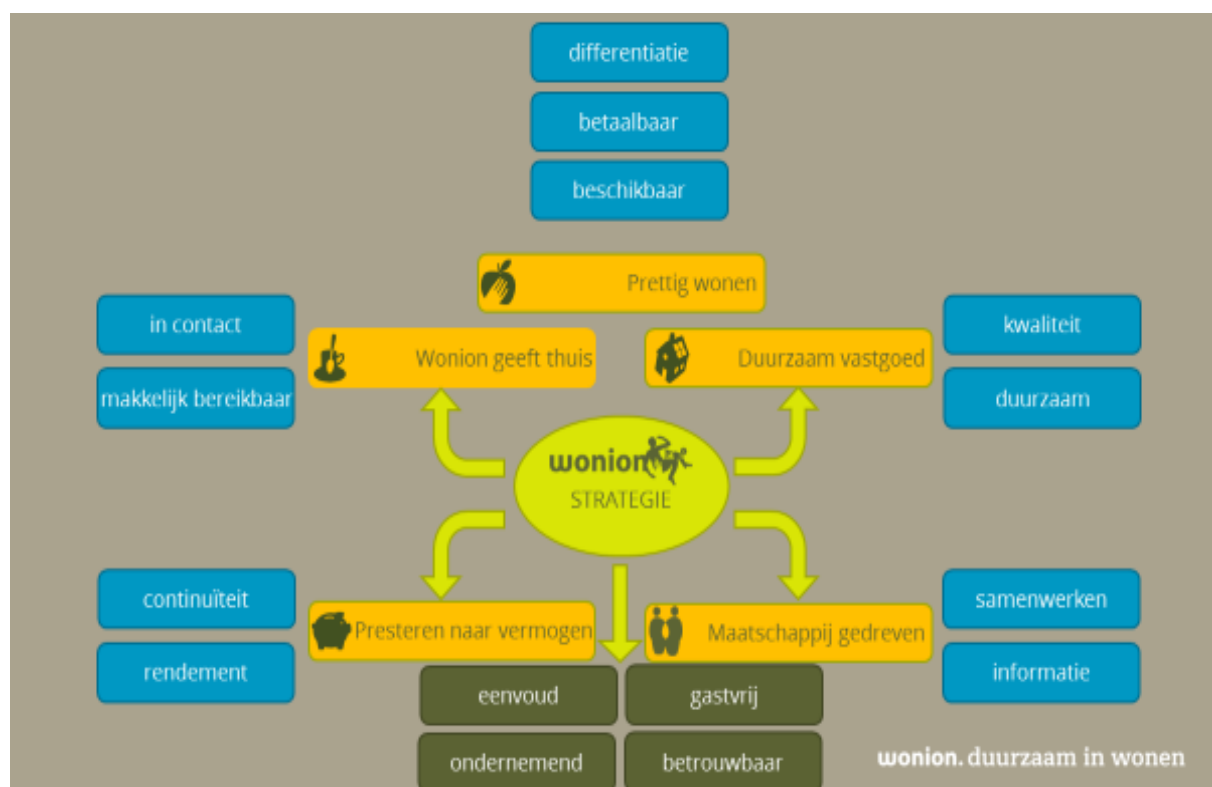 differentiatie
betaalbaar
beschikbaar
Prettig wonen
in contact
makkelijk bereikbaar
Wonion geeft thuis
Duurzaam vastgoed
kwaliteit
duurzaam
wonion
STRATEGIE
continuïteit
rendement
Presteren naar vermogen
Maatschappij gedreven
samenwerken
informatie
eenvoud
gastvrij
ondernemend
betrouwbaar
wonion. duurzaam in wonen